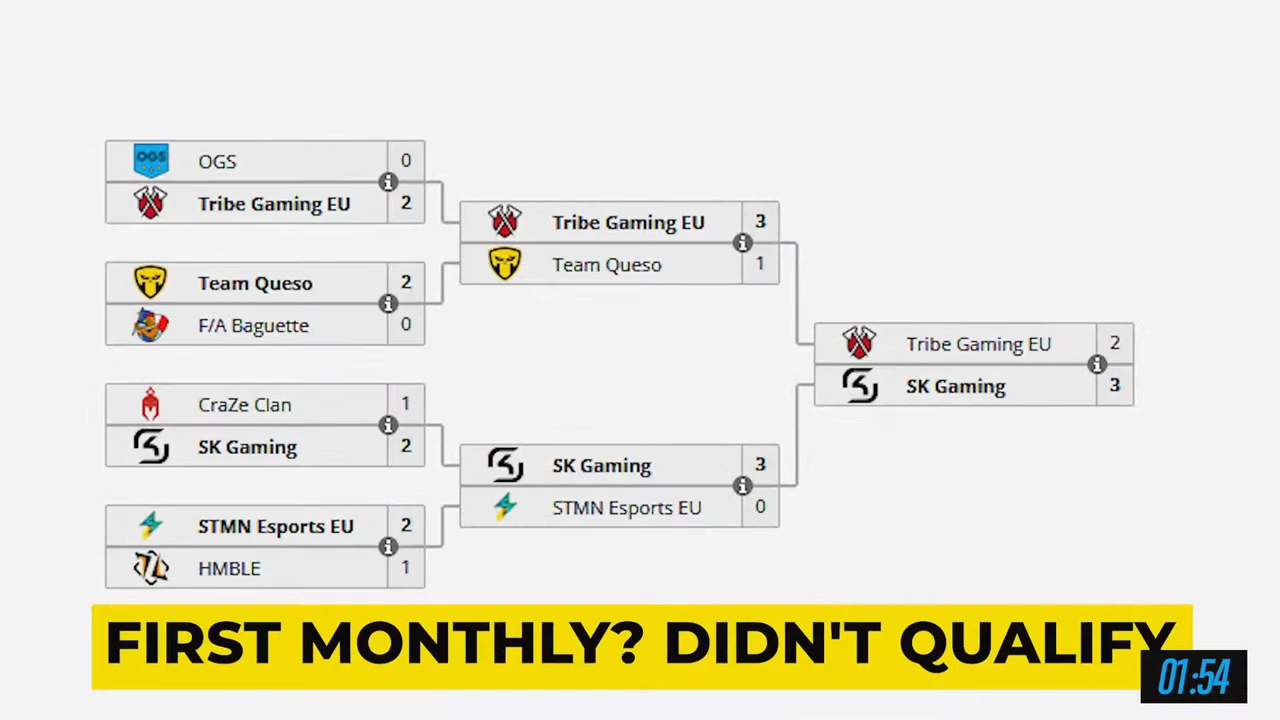 OGS
OGS 0
Tribe Gaming EU 2
Team Queso 2
F/A Baguette 0
CraZe Clan 1
SK Gaming 2
STMN Esports EU 2
HMBLE 1
Tribe Gaming EU 3
Team Queso 1
SK Gaming 3
STMN Esports EU 0
Tribe Gaming EU 2
SK Gaming 3
FIRST MONTHLY? DIDN'T QUALIFY
01:54